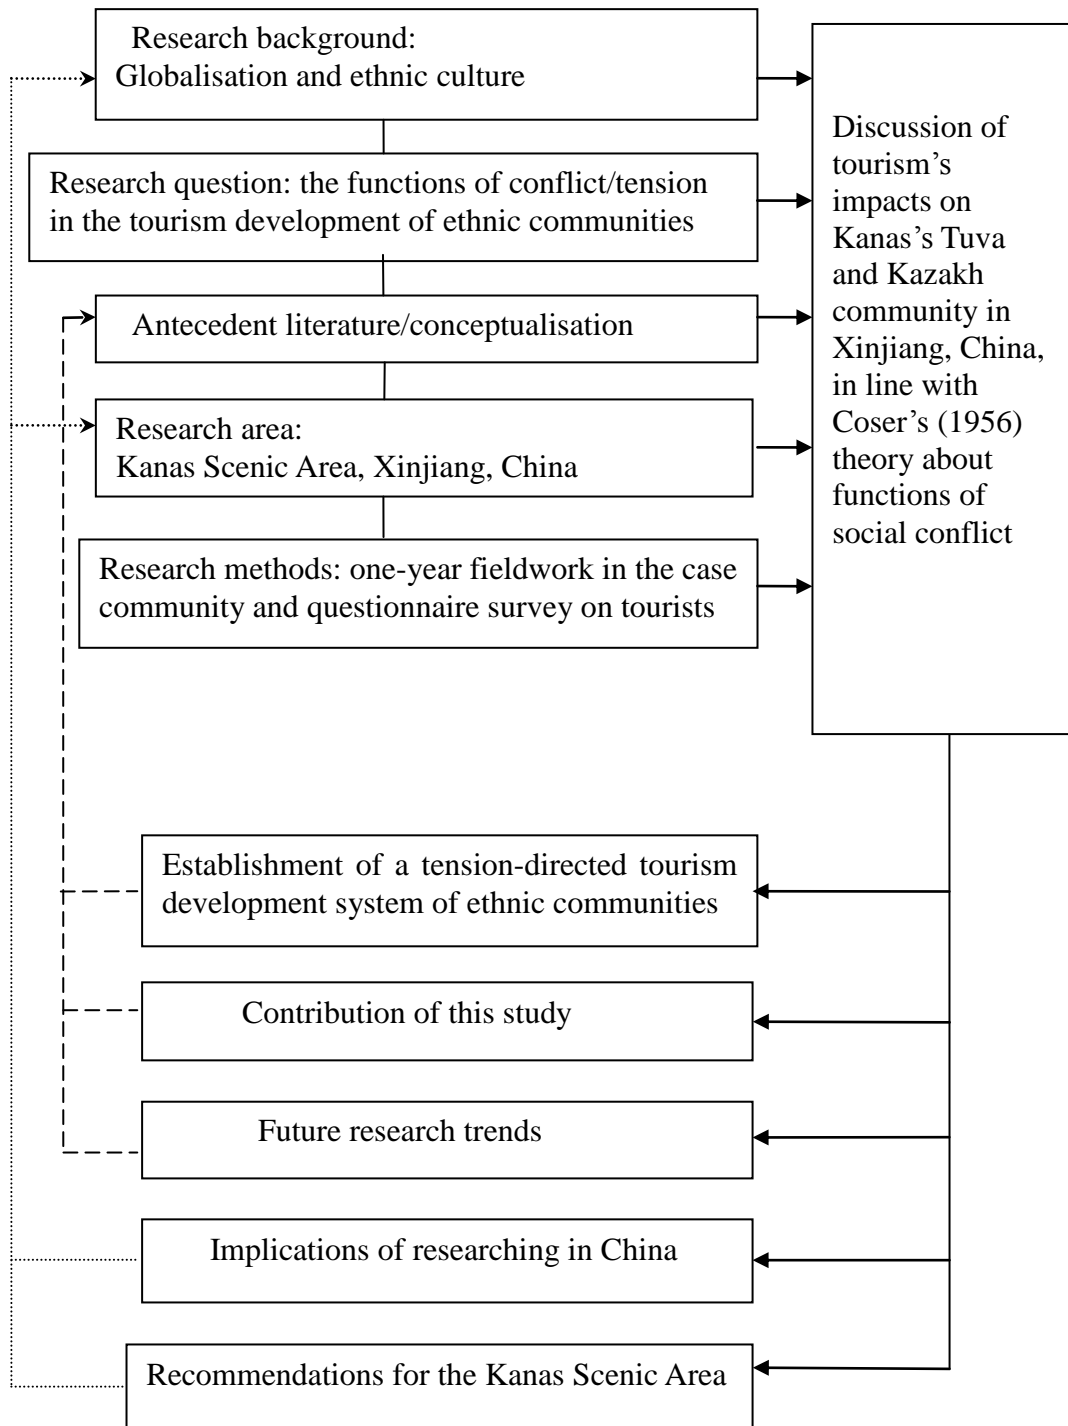 Research background:
Globalisation and ethnic culture
Research question: the functions of conflict/tension
in the tourism development of ethnic communities
Antecedent literature/conceptualisation
Research area:
Kanas Scenic Area, Xinjiang, China
Research methods: one-year fieldwork in the case
community and questionnaire survey on tourists
Discussion of
tourism’s
impacts on
Kanas’s Tuva
and Kazakh
community in
Xinjiang, China,
in line with
Coser’s (1956)
theory about
functions of
social conflict
Establishment of a tension-directed tourism
development system of ethnic communities
Contribution of this study
Future research trends
Implications of researching in China
Recommendations for the Kanas Scenic Area